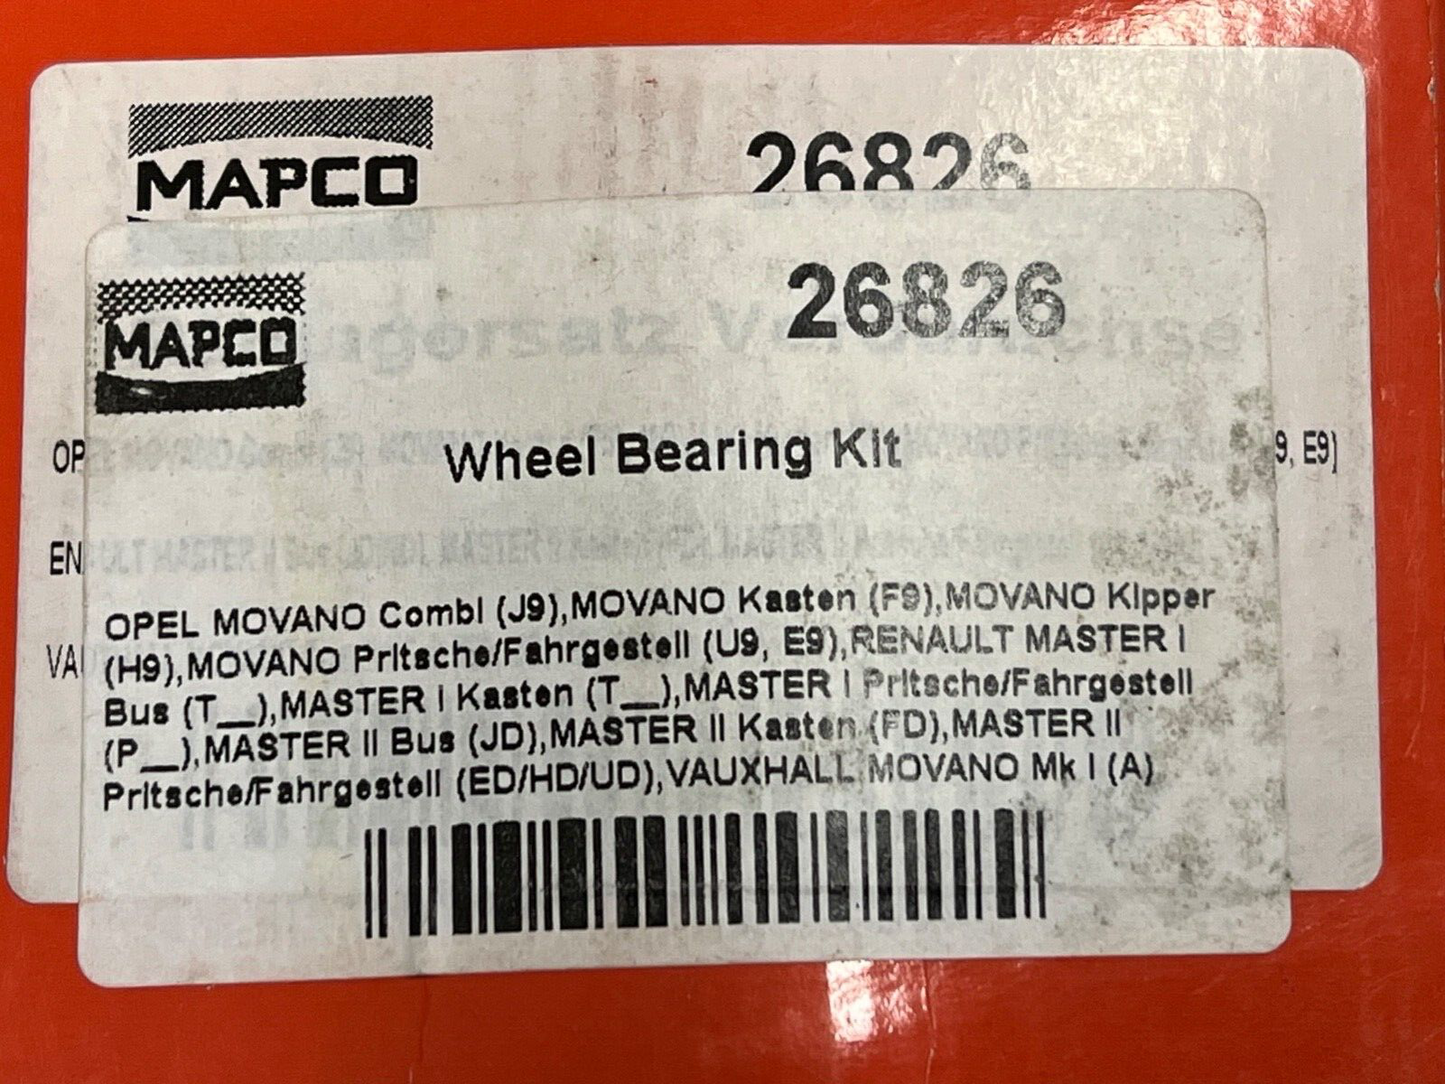 MAPCO
26826
MAPCO
26826
OP
Wheel Bearing Kit
9, E9]
EN
OPEL MOVANO Combi (J9),MOVANO Kasten (F9),MOVANO Kipper
(H9),MOVANO Pritsche/Fahrgestell (U9, E9),RENAULT MASTER I
Bus (T__),MASTER I Kasten (T__),MASTER I Pritsche/Fahrgestell
(P__),MASTER II Bus (JD),MASTER II Kasten (FD),MASTER II
Pritsche/Fahrgestell (ED/HD/UD),VAUXHALL MOVANO Mk I (A)